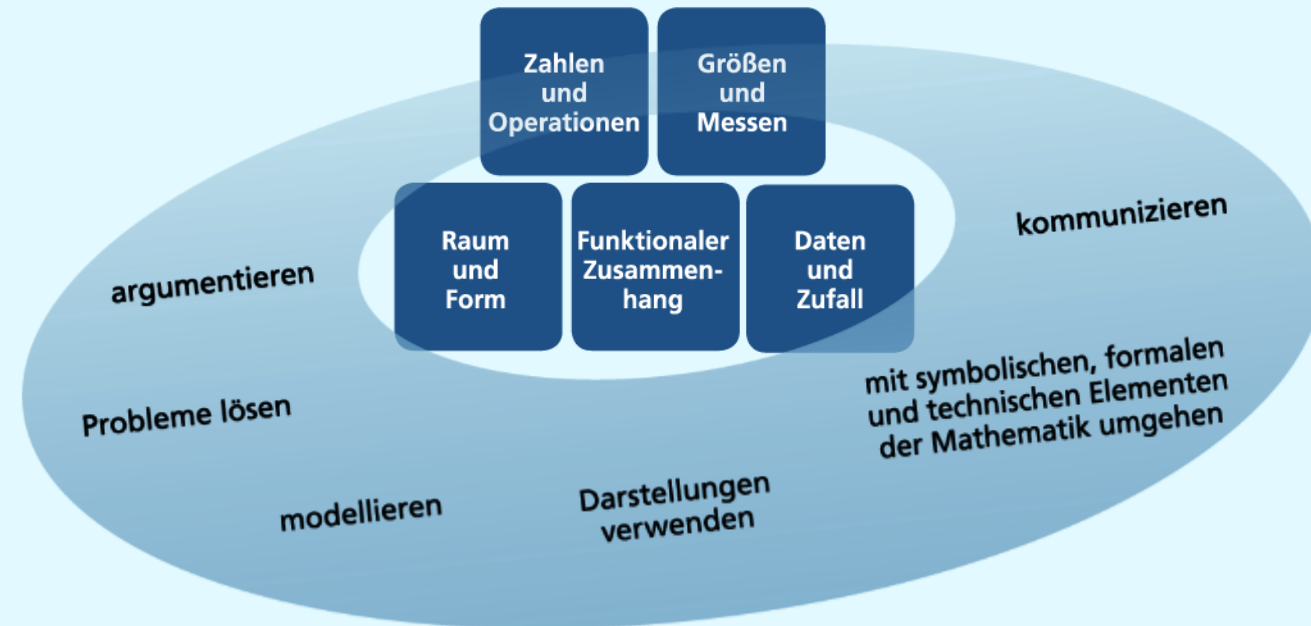 Zahlen
und
Operationen
Größen
und
Messen
Raum
und
Form
Funktionaler
Zusammen-
hang
Daten
und
Zufall
kommunizieren
argumentieren
mit symbolischen, formalen
und technischen Elementen
der Mathematik umgehen
Probleme lösen
modellieren
Darstellungen
verwenden